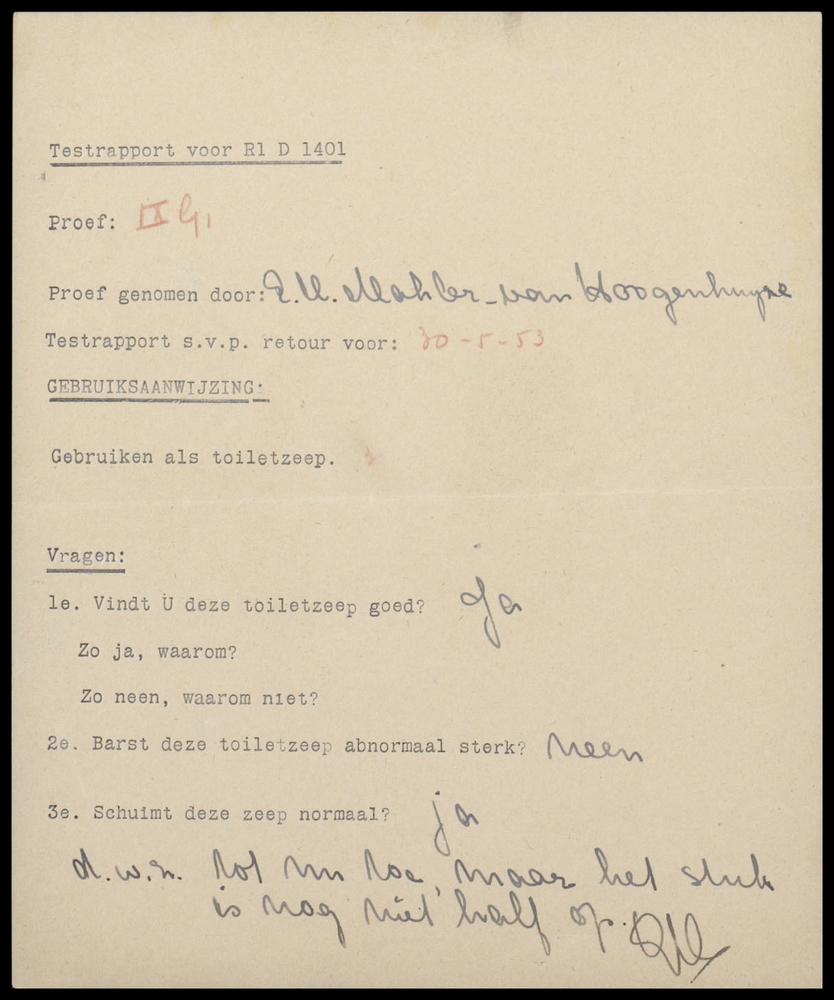 Testrapport voor Rl D 1401
Proef: IX G1
Proef genomen door: Mahler-van Hoogenhuyze
Testrapport s.v.p. retour voor: 30-5-53
GEBRUIKSAANWIJZING:
Gebruiken als toiletzeep.
Vragen:
1e. Vindt U deze toiletzeep goed? Ja
Zo ja, waarom?
Zo neen, waarom niet?
2e. Barst deze toiletzeep abnormaal sterk? neen
3e. Schuimt deze zeep normaal? ja
d.w.z. tot nu toe, maar het stuk
is nog niet half op.